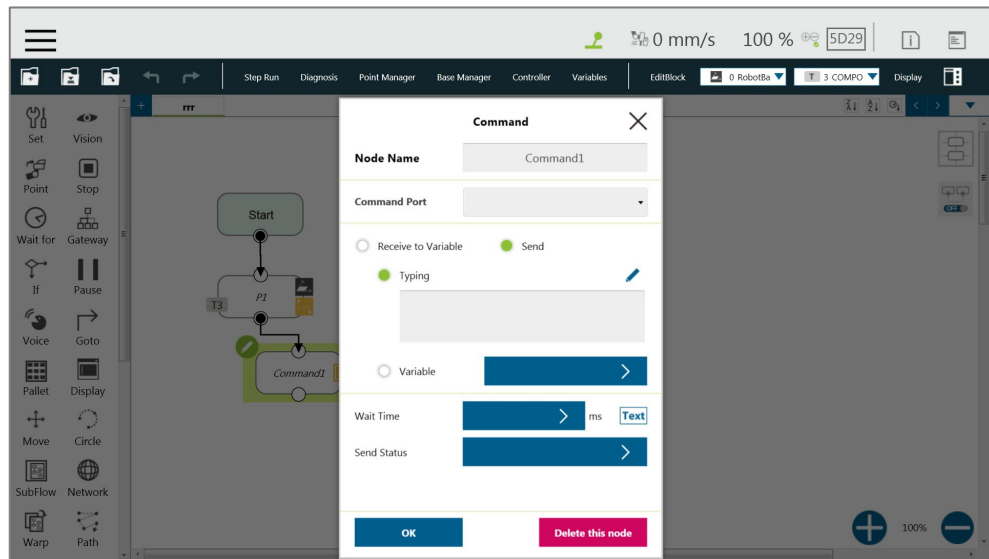 0 mm/s 100 % 5D29
Step Run Diagnosis Point Manager Base Manager Controller Variables EditBlock 0 RobotBa T 3 COMPO Display
rrr
Set Vision
Point Stop
Wait for Gateway
If Pause
Voice Goto
Pallet Display
Move Circle
SubFlow Network
Warp Path
Start
P1
T3
Command1
Command
Node Name Command1
Command Port
Receive to Variable Send
Typing
Variable
Wait Time ms Text
Send Status
OK Delete this node
OFF
100%